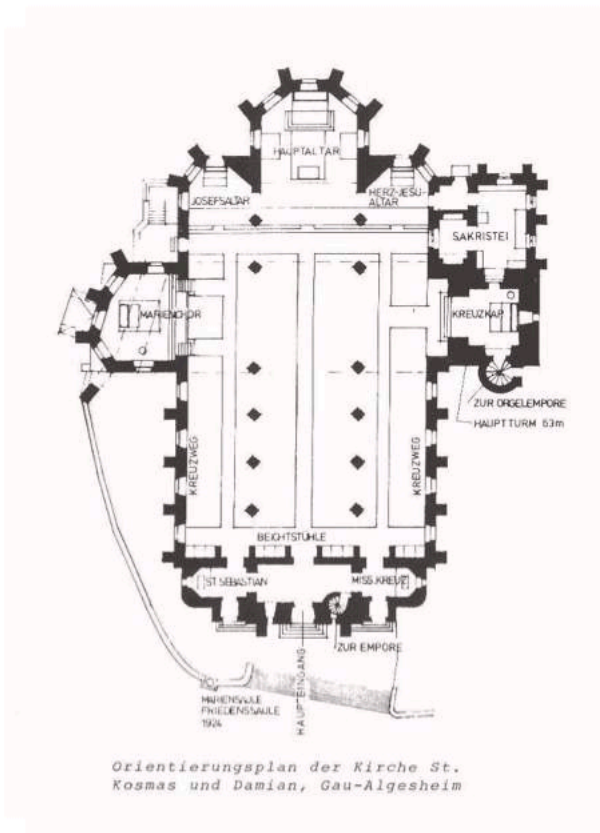 HAUPTALTAR
JOSEFSALTAR
HERZ-JESU-
ALTAR
SAKRISTEI
MARIENCHOR
KREUZKAP
ZUR ORGELEMPORE
HAUPTTURM 63m
KREUZWEG
KREUZWEG
BEICHTSTÜHLE
ST SEBASTIAN
MISS.KREUZ
ZUR EMPORE
HAUPTEINGANG
MARIENSÄULE
FRIEDENSSÄULE
1924
Orientierungsplan der Kirche St.
Kosmas und Damian, Gau-Algesheim